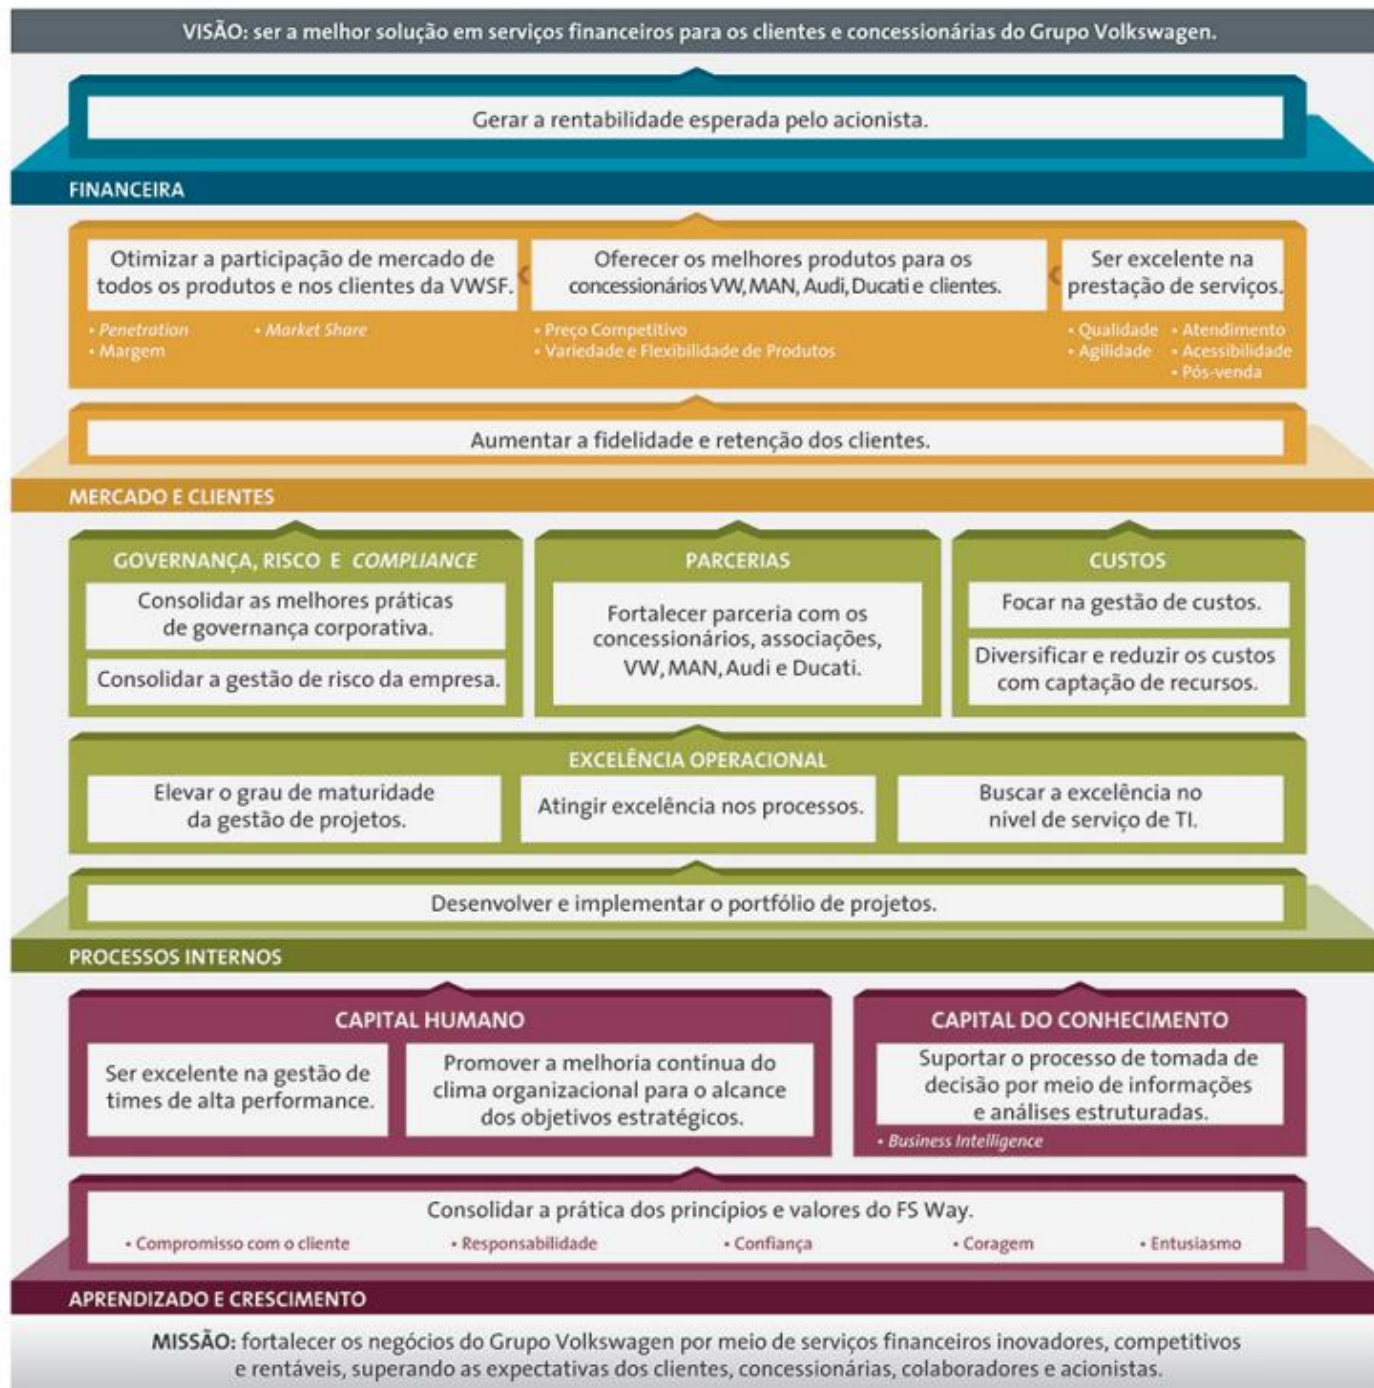 VISÃO: ser a melhor solução em serviços financeiros para os clientes e concessionárias do Grupo Volkswagen.
Gerar a rentabilidade esperada pelo acionista.
FINANCEIRA
Otimizar a participação de mercado de
todos os produtos e nos clientes da VWSF.
• Penetration • Market Share
• Margem
Oferecer os melhores produtos para os
concessionários VW, MAN, Audi, Ducati e clientes.
• Preço Competitivo
• Variedade e Flexibilidade de Produtos
Ser excelente na
prestação de serviços.
• Qualidade • Atendimento
• Agilidade • Acessibilidade
• Pós-venda
Aumentar a fidelidade e retenção dos clientes.
MERCADO E CLIENTES
GOVERNANÇA, RISCO E COMPLIANCE
Consolidar as melhores práticas
de governança corporativa.
Consolidar a gestão de risco da empresa.
PARCERIAS
Fortalecer parceria com os
concessionários, associações,
VW, MAN, Audi e Ducati.
CUSTOS
Focar na gestão de custos.
Diversificar e reduzir os custos
com captação de recursos.
EXCELÊNCIA OPERACIONAL
Elevar o grau de maturidade
da gestão de projetos.
Atingir excelência nos processos.
Buscar a excelência no
nível de serviço de TI.
Desenvolver e implementar o portfólio de projetos.
PROCESSOS INTERNOS
CAPITAL HUMANO
Ser excelente na gestão de
times de alta performance.
Promover a melhoria contínua do
clima organizacional para o alcance
dos objetivos estratégicos.
CAPITAL DO CONHECIMENTO
Suportar o processo de tomada de
decisão por meio de informações
e análises estruturadas.
• Business Intelligence
Consolidar a prática dos princípios e valores do FS Way.
• Compromisso com o cliente • Responsabilidade • Confiança • Coragem • Entusiasmo
APRENDIZADO E CRESCIMENTO
MISSÃO: fortalecer os negócios do Grupo Volkswagen por meio de serviços financeiros inovadores, competitivos
e rentáveis, superando as expectativas dos clientes, concessionárias, colaboradores e acionistas.